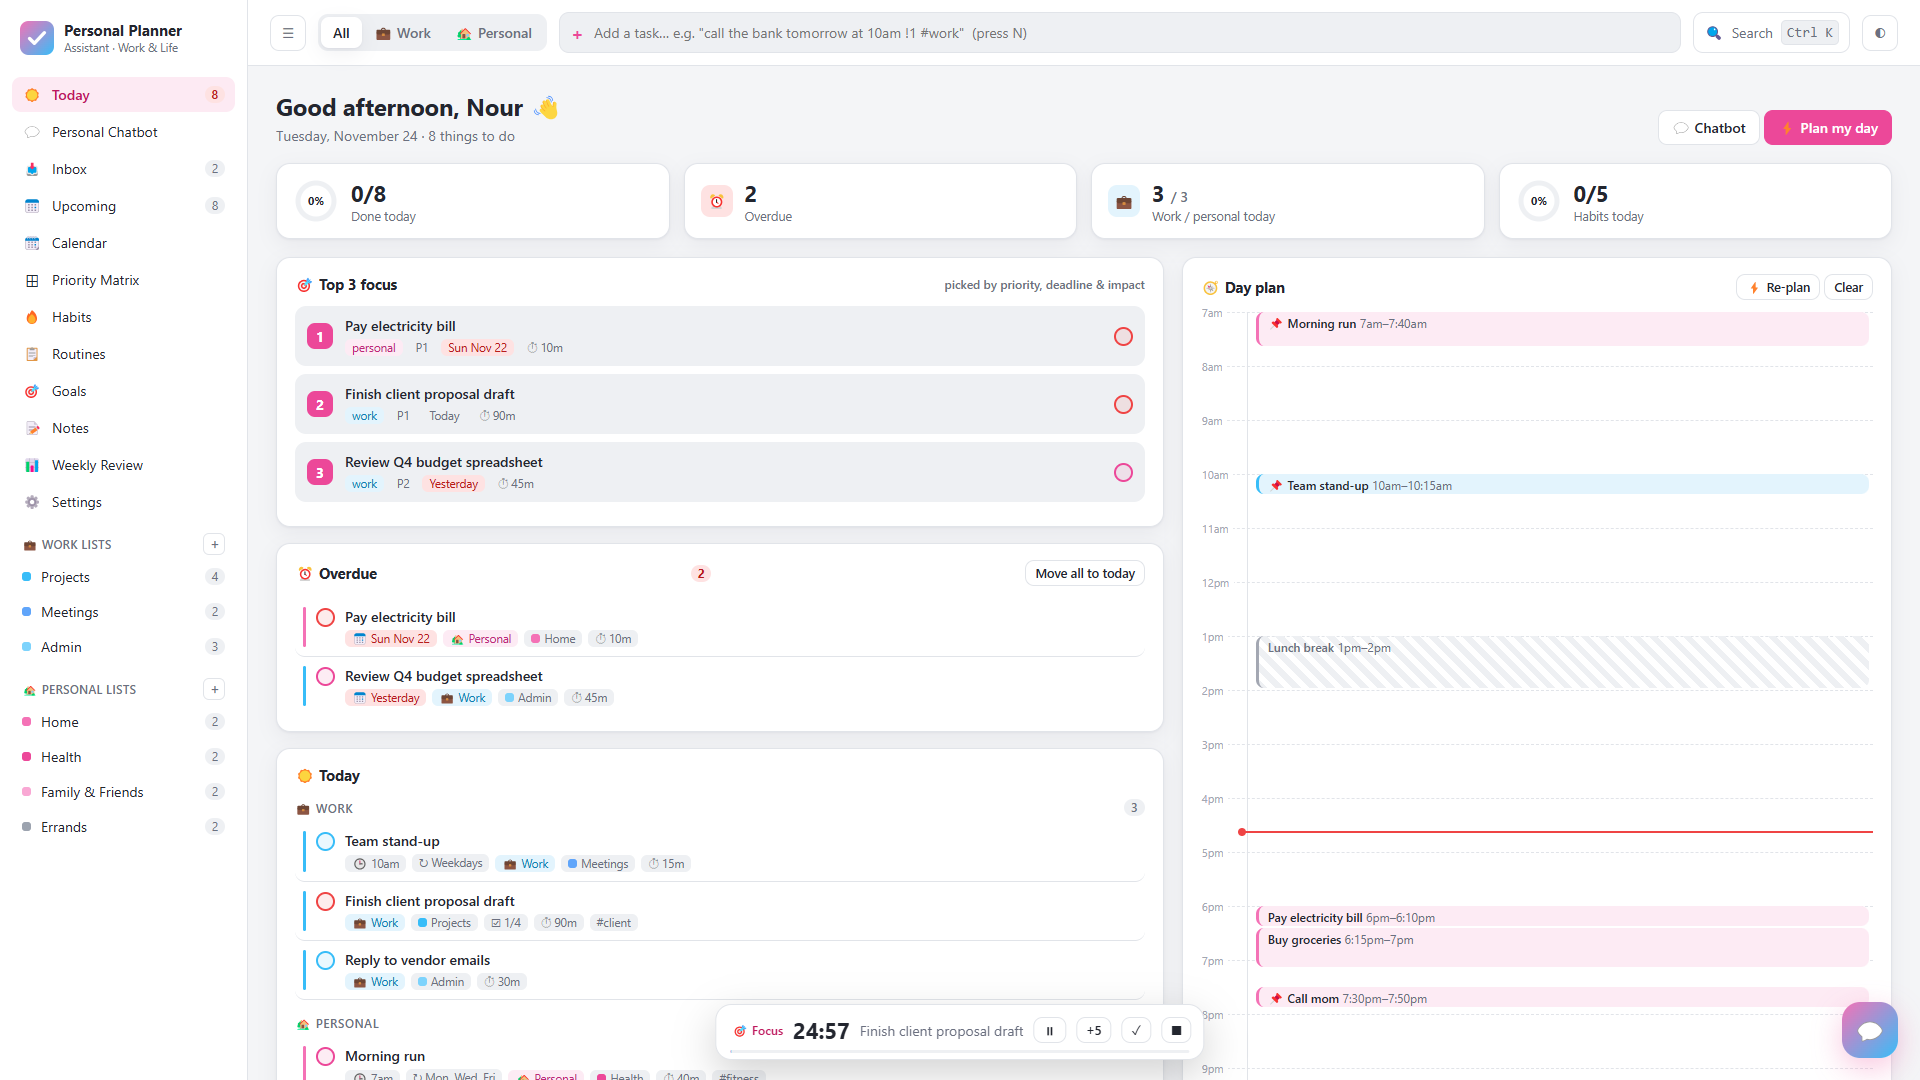 Personal Planner
Assistant · Work & Life
Today 8
Personal Chatbot
Inbox 2
Upcoming 8
Calendar
Priority Matrix
Habits
Routines
Goals
Notes
Weekly Review
Settings
WORK LISTS +
Projects 4
Meetings 2
Admin 3
PERSONAL LISTS +
Home 2
Health 2
Family & Friends 2
Errands 2
All Work Personal
+ Add a task... e.g. "call the bank tomorrow at 10am !1 #work" (press N)
Search Ctrl K
Good afternoon, Nour
Tuesday, November 24 · 8 things to do
Chatbot
Plan my day
0% 0/8
Done today
2
Overdue
3 / 3
Work / personal today
0% 0/5
Habits today
Top 3 focus
picked by priority, deadline & impact
1 Pay electricity bill
personal P1 Sun Nov 22 10m
2 Finish client proposal draft
work P1 Today 90m
3 Review Q4 budget spreadsheet
work P2 Yesterday 45m
Overdue 2 Move all to today
Pay electricity bill
Sun Nov 22 Personal Home 10m
Review Q4 budget spreadsheet
Yesterday Work Admin 45m
Today
WORK 3
Team stand-up
10am Weekdays Work Meetings 15m
Finish client proposal draft
Work Projects 1/4 90m #client
Reply to vendor emails
Work Admin 30m
PERSONAL
Morning run
7am Mon, Wed, Fri Personal Health 40m #fitness
Day plan
Re-plan Clear
7am
Morning run 7am–7:40am
8am
9am
10am
Team stand-up 10am–10:15am
11am
12pm
1pm
Lunch break 1pm–2pm
2pm
3pm
4pm
5pm
6pm
Pay electricity bill 6pm–6:10pm
Buy groceries 6:15pm–7pm
7pm
Call mom 7:30pm–7:50pm
8pm
9pm
Focus 24:57 Finish client proposal draft +5